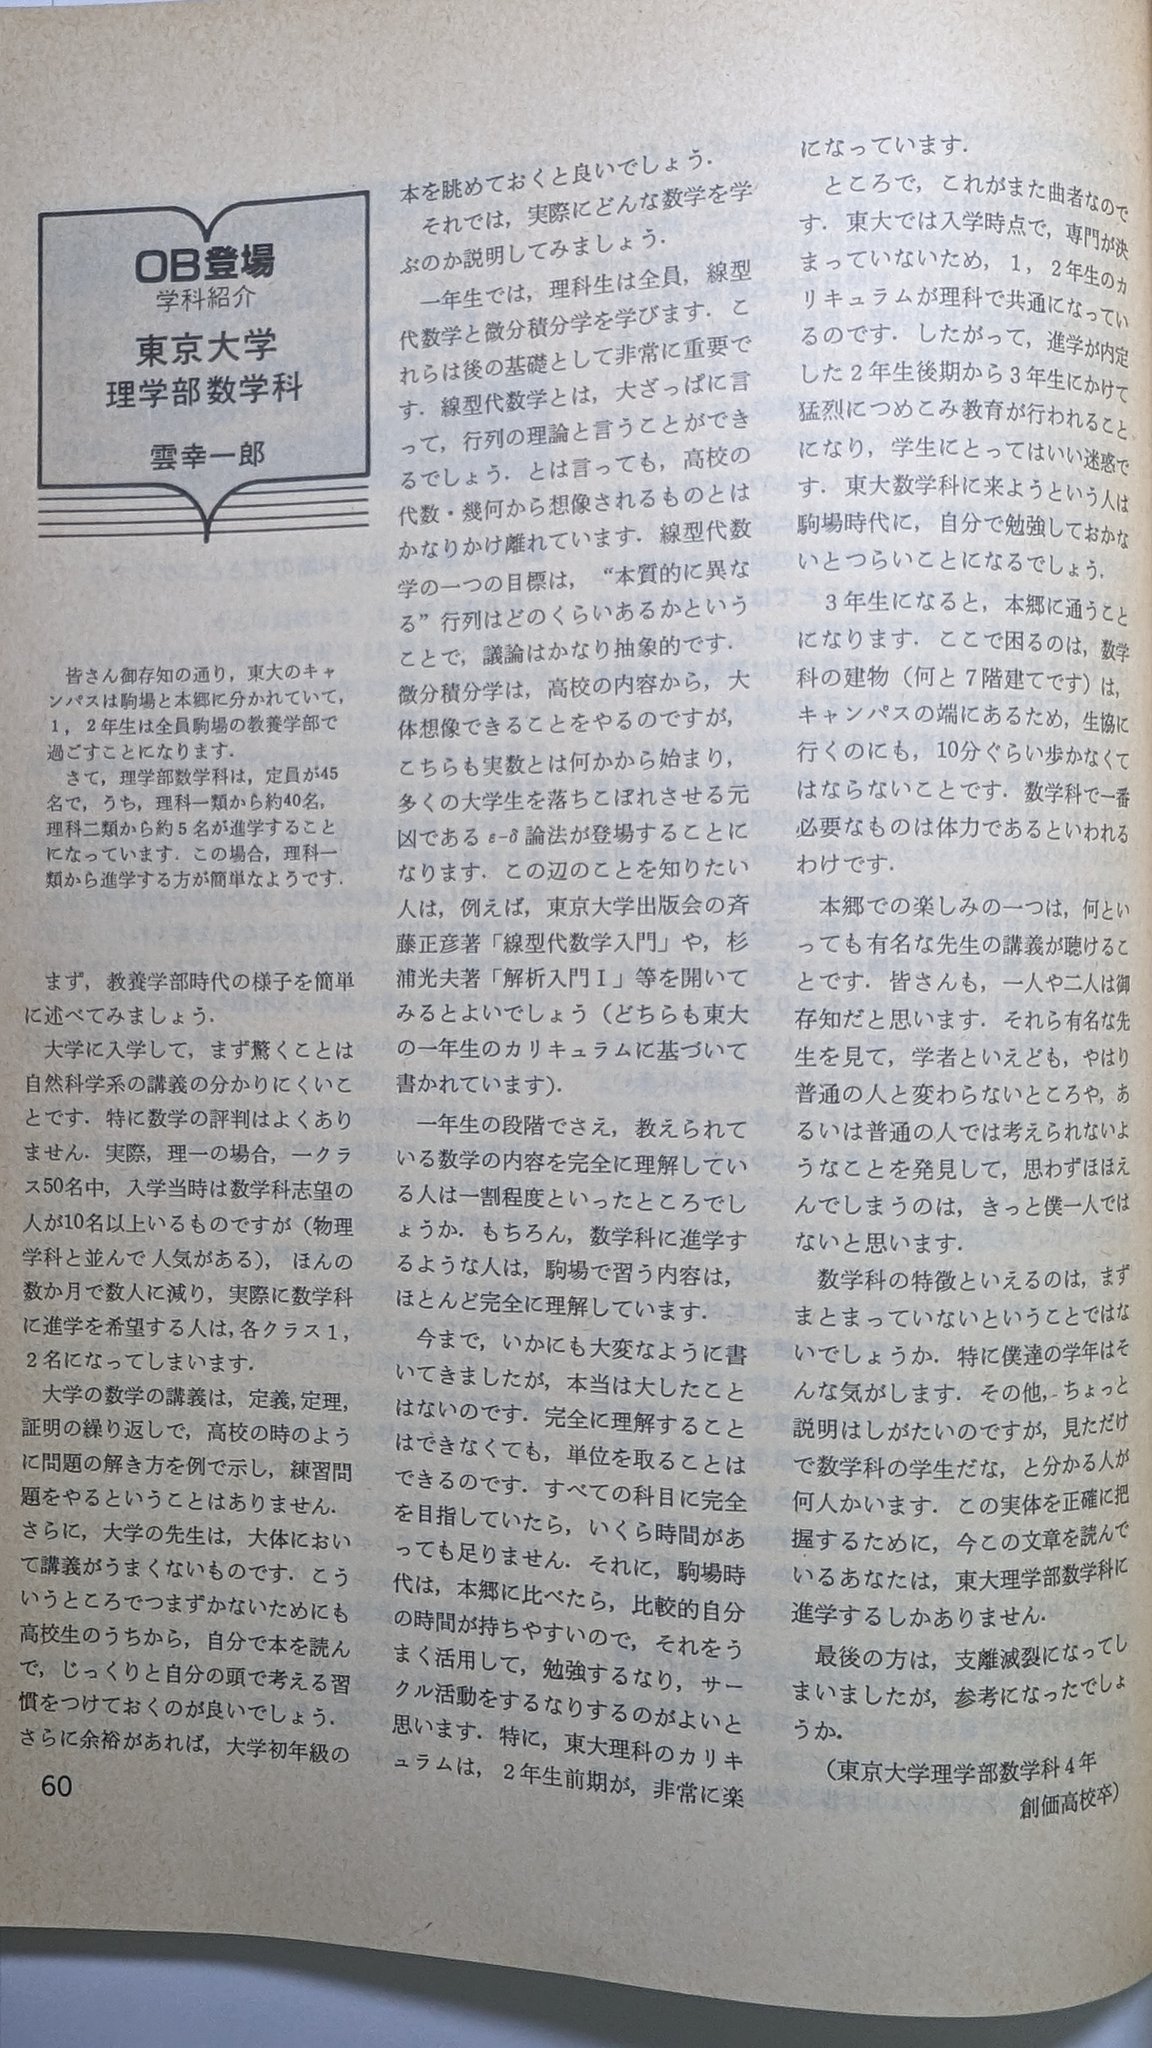 OB登場
学科紹介
東京大学
理学部数学科
雲幸一郎
皆さん御存知の通り，東大のキャ
ンパスは駒場と本郷に分かれていて，
1，2年生は全員駒場の教養学部で
過ごすことになります．
さて，理学部数学科は，定員が45
名で，うち，理科一類から約40名，
理科二類から約5名が進学すること
になっています．この場合，理科一
類から進学する方が簡単なようです．
まず，教養学部時代の様子を簡単
に述べてみましょう．
大学に入学して，まず驚くことは
自然科学系の講義の分かりにくいこ
とです．特に数学の評判はよくあり
ません．実際，理一の場合，一クラ
ス50名中，入学当時は数学科志望の
人が10名以上いるものですが（物理
学科と並んで人気がある），ほんの
数か月で数人に減り，実際に数学科
に進学を希望する人は，各クラス1，
2名になってしまいます．
大学の数学の講義は，定義，定理，
証明の繰り返しで，高校の時のよう
に問題の解き方を例で示し，練習問
題をやるということはありません．
さらに，大学の先生は，大体におい
て講義がうまくないものです．こう
いうところでつまずかないためにも
高校生のうちから，自分で本を読ん
で，じっくりと自分の頭で考える習
慣をつけておくのが良いでしょう．
さらに余裕があれば，大学初年級の
60
本を眺めておくと良いでしょう．
それでは，実際にどんな数学を学
ぶのか説明してみましょう．
一年生では，理科生は全員，線型
代数学と微分積分学を学びます．こ
れらは後の基礎として非常に重要で
す．線型代数学とは，大ざっぱに言
って，行列の理論と言うことができ
るでしょう．とは言っても，高校の
代数・幾何から想像されるものとは
かなりかけ離れています．線型代数
学の一つの目標は，“本質的に異な
る”行列はどのくらいあるかという
ことで，議論はかなり抽象的です．
微分積分学は，高校の内容から，大
体想像できることをやるのですが，
こちらも実数とは何かから始まり，
多くの大学生を落ちこぼれさせる元
凶であるε-δ論法が登場することに
なります．この辺のことを知りたい
人は，例えば，東京大学出版会の斉
藤正彦著「線型代数学入門」や，杉
浦光夫著「解析入門Ⅰ」等を開いて
みるとよいでしょう（どちらも東大
の一年生のカリキュラムに基づいて
書かれています）．
一年生の段階でさえ，教えられて
いる数学の内容を完全に理解してい
る人は一割程度といったところでし
ょうか．もちろん，数学科に進学す
るような人は，駒場で習う内容は，
ほとんど完全に理解しています．
今まで，いかにも大変なように書
いてきましたが，本当は大したこと
はないのです．完全に理解すること
はできなくても，単位を取ることは
できるのです．すべての科目に完全
を目指していたら，いくら時間があ
っても足りません．それに，駒場時
代は，本郷に比べたら，比較的自分
の時間が持ちやすいので，それをう
まく活用して，勉強するなり，サー
クル活動をするなりするのがよいと
思います．特に，東大理科のカリキ
ュラムは，2年生前期が，非常に楽
になっています．
ところで，これがまた曲者なので
す．東大では入学時点で，専門が決
まっていないため，1，2年生のカ
リキュラムが理科で共通になってい
るのです．したがって，進学が内定
した2年生後期から3年生にかけて
猛烈につめこみ教育が行われること
になり，学生にとってはいい迷惑で
す．東大数学科に来ようという人は
駒場時代に，自分で勉強しておかな
いとつらいことになるでしょう．
3年生になると，本郷に通うこと
になります．ここで困るのは，数学
科の建物（何と7階建てです）は，
キャンパスの端にあるため，生協に
行くのにも，10分ぐらい歩かなくて
はならないことです．数学科で一番
必要なものは体力であるといわれる
わけです．
本郷での楽しみの一つは，何とい
っても有名な先生の講義が聴けるこ
とです．皆さんも，一人や二人は御
存知だと思います．それら有名な先
生を見て，学者といえども，やはり
普通の人と変わらないところや，あ
るいは普通の人では考えられないよ
うなことを発見して，思わずほほえ
んでしまうのは，きっと僕一人では
ないと思います．
数学科の特徴といえるのは，まず
まとまっていないということではな
いでしょうか．特に僕達の学年はそ
んな気がします．その他，ちょっと
説明はしがたいのですが，見ただけ
で数学科の学生だな，と分かる人が
何人かいます．この実体を正確に把
握するために，今この文章を読んで
いるあなたは，東大理学部数学科に
進学するしかありません．
最後の方は，支離滅裂になってし
まいましたが，参考になったでしょ
うか．
（東京大学理学部数学科4年
創価高校卒）